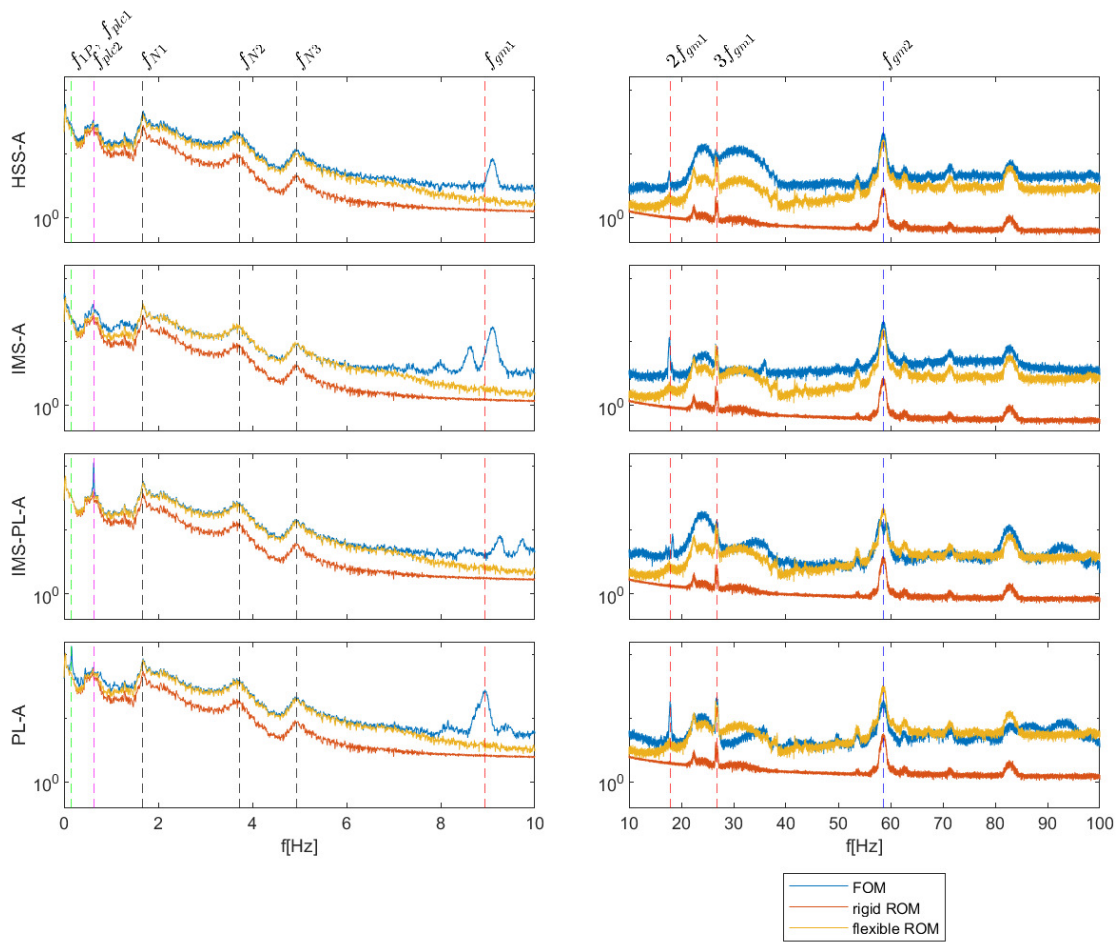 f1P, fplc1
fplc2
fN1
fN2
fN3
fgm1
2fgm1
3fgm1
fgm2
HSS-A
10^0
10^0
IMS-A
10^0
10^0
IMS-PL-A
10^0
10^0
PL-A
10^0
10^0
0 2 4 6 8 10
10 20 30 40 50 60 70 80 90 100
f[Hz]
f[Hz]
FOM
rigid ROM
flexible ROM